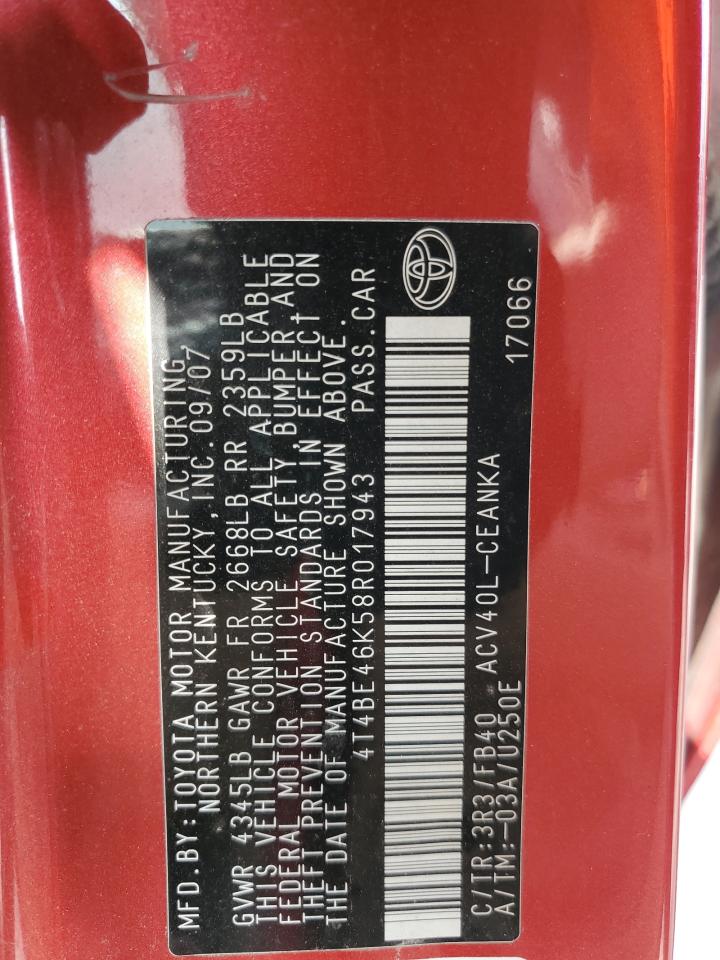 MFD.BY:TOYOTA MOTOR MANUFACTURING,
NORTHERN KENTUCKY,INC.09/07
GVWR 4345LB GAWR FR 2668LB RR 2359LB
THIS VEHICLE CONFORMS TO ALL APPLICABLE
FEDERAL MOTOR VEHICLE SAFETY,BUMPER,AND
THEFT PREVENTION STANDARDS IN EFFECT ON
THE DATE OF MANUFACTURE SHOWN ABOVE.
4T4BE46K58R017943 PASS.CAR
C/TR:3R3/FB40 ACV40L-CEANKA
A/TM:-03A/U250E 17066